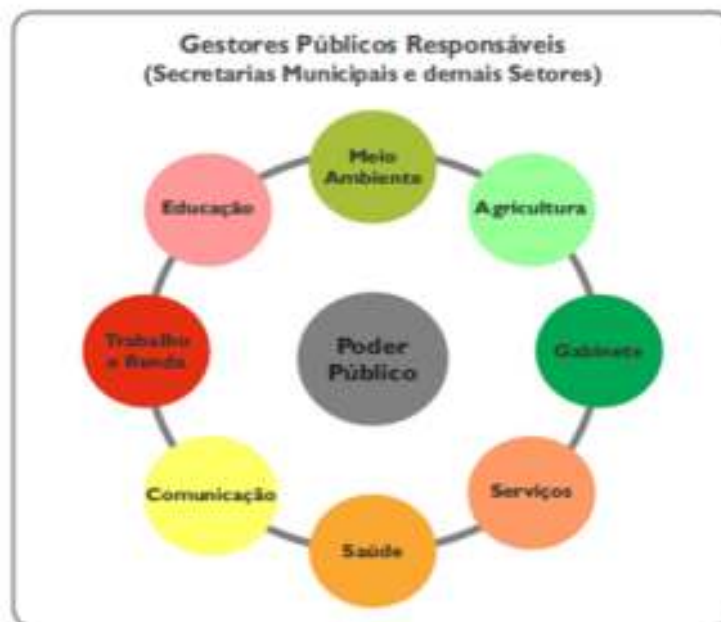 Gestores Públicos Responsáveis
(Secretarias Municipais e demais Setores)
Meio
Ambiente
Educação
Agricultura
Trabalho
e Renda
Poder
Público
Gabinete
Comunicação
Serviços
Saúde